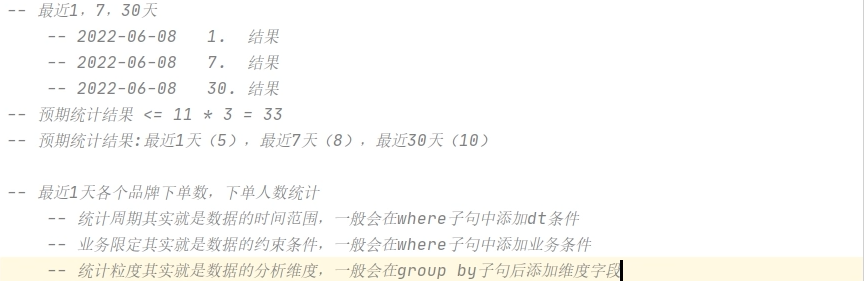 -- 最近1，7，30天
-- 2022-06-08 1. 结果
-- 2022-06-08 7. 结果
-- 2022-06-08 30. 结果
-- 预期统计结果 <= 11 * 3 = 33
-- 预期统计结果:最近1天（5），最近7天（8），最近30天（10）
-- 最近1天各个品牌下单数，下单人数统计
-- 统计周期其实就是数据的时间范围，一般会在where子句中添加dt条件
-- 业务限定其实就是数据的约束条件，一般会在where子句中添加业务条件
-- 统计粒度其实就是数据的分析维度，一般会在group by子句后添加维度字段